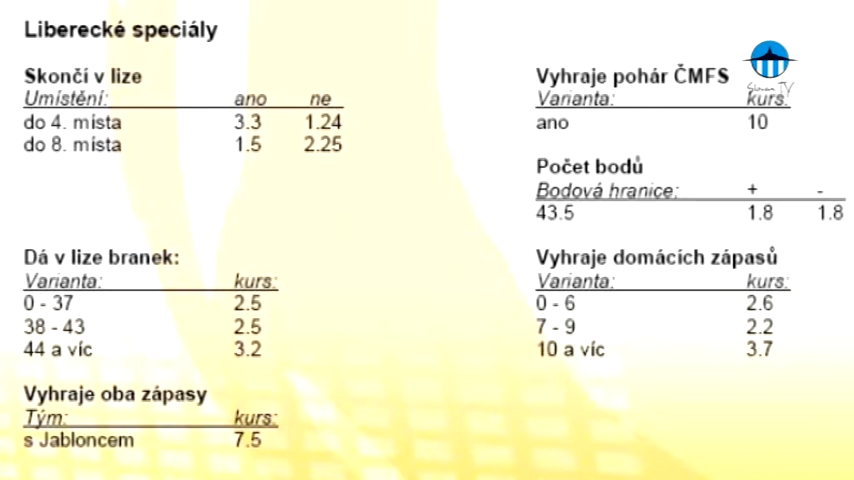 Liberecké speciály
Skončí v lize
Umístění: ano ne
do 4. místa 3.3 1.24
do 8. místa 1.5 2.25
Vyhraje pohár ČMFS
Varianta: kurs:
ano 10
Počet bodů
Bodová hranice: + -
43.5 1.8 1.8
Dá v lize branek:
Varianta: kurs:
0 - 37 2.5
38 - 43 2.5
44 a víc 3.2
Vyhraje domácích zápasů
Varianta: kurs:
0 - 6 2.6
7 - 9 2.2
10 a víc 3.7
Vyhraje oba zápasy
Tým: kurs:
s Jabloncem 7.5
Slovan TV